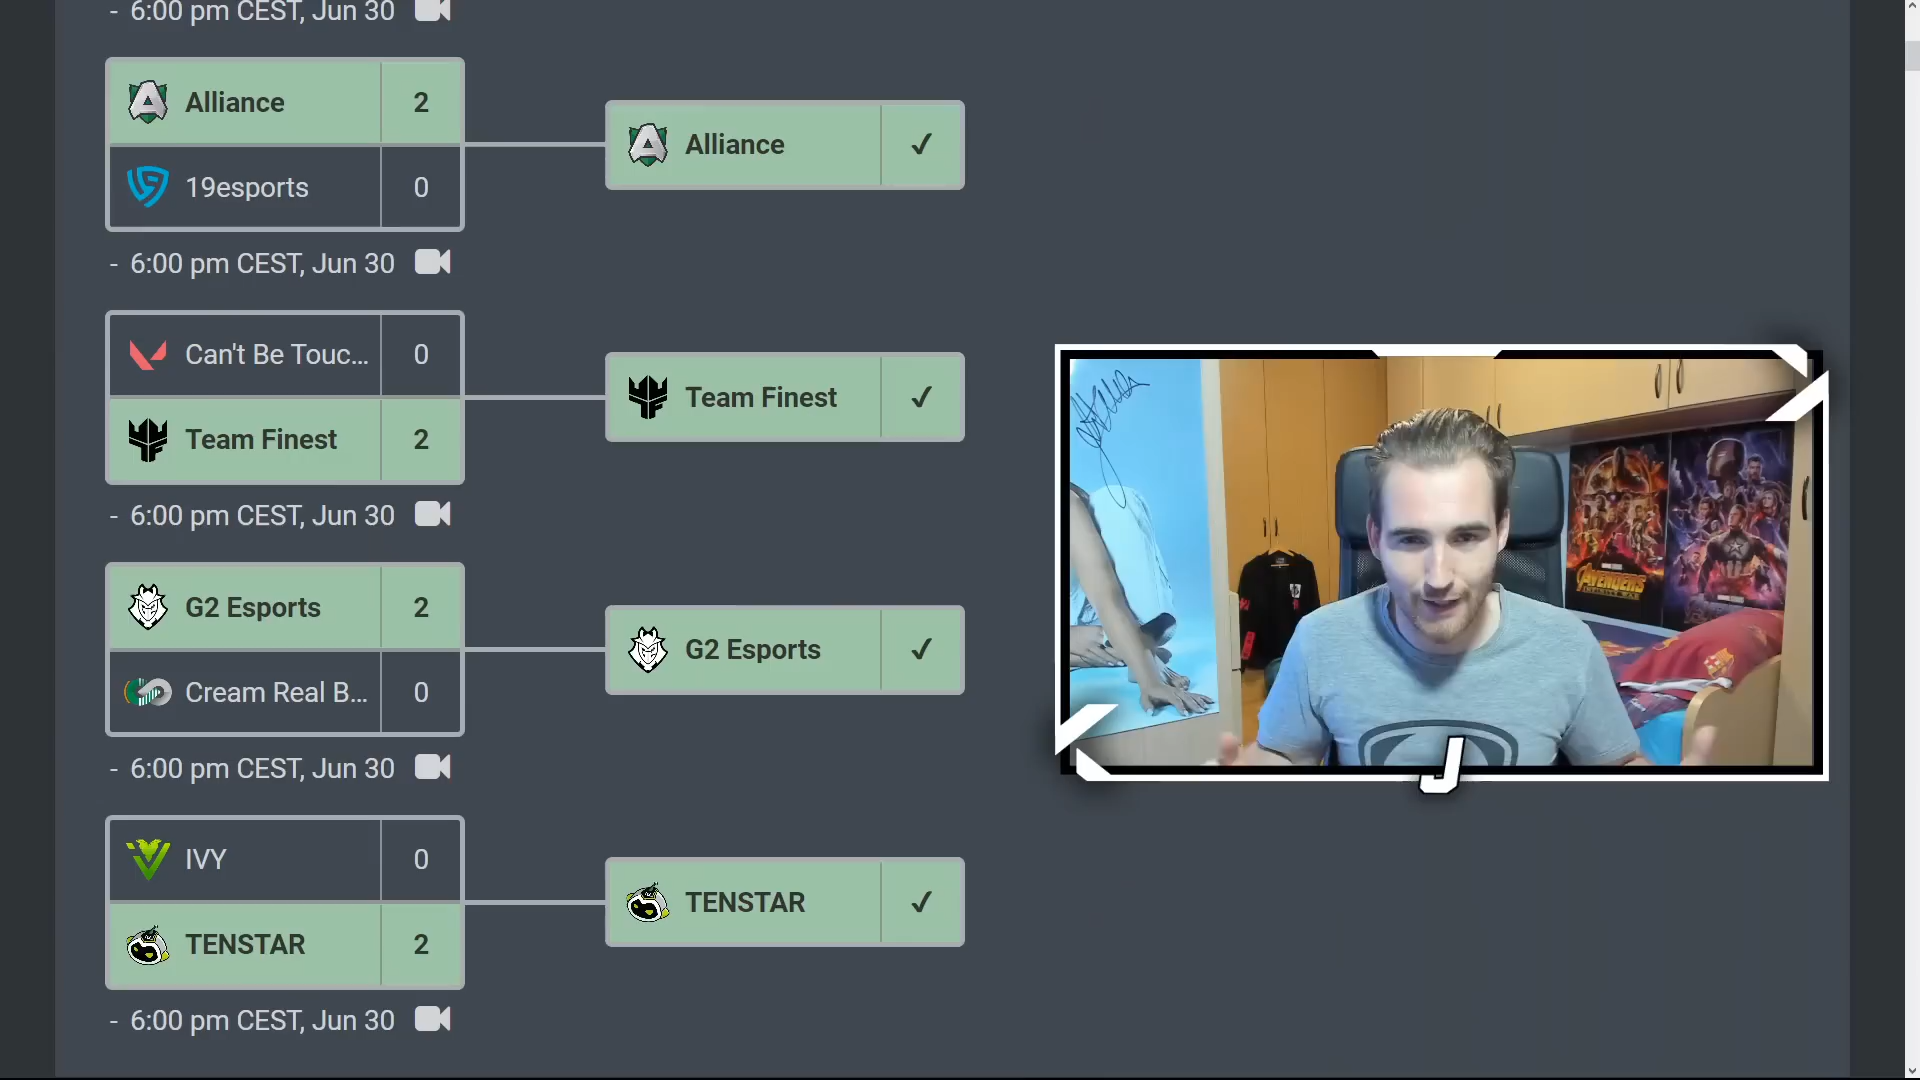 - 6:00 pm CEST, Jun 30
Alliance 2
19esports 0
Alliance ✓
- 6:00 pm CEST, Jun 30
Can't Be Touc... 0
Team Finest 2
Team Finest ✓
- 6:00 pm CEST, Jun 30
G2 Esports 2
Cream Real B... 0
G2 Esports ✓
- 6:00 pm CEST, Jun 30
IVY 0
TENSTAR 2
TENSTAR ✓
- 6:00 pm CEST, Jun 30
AVENGERS
INFINITY WAR
J